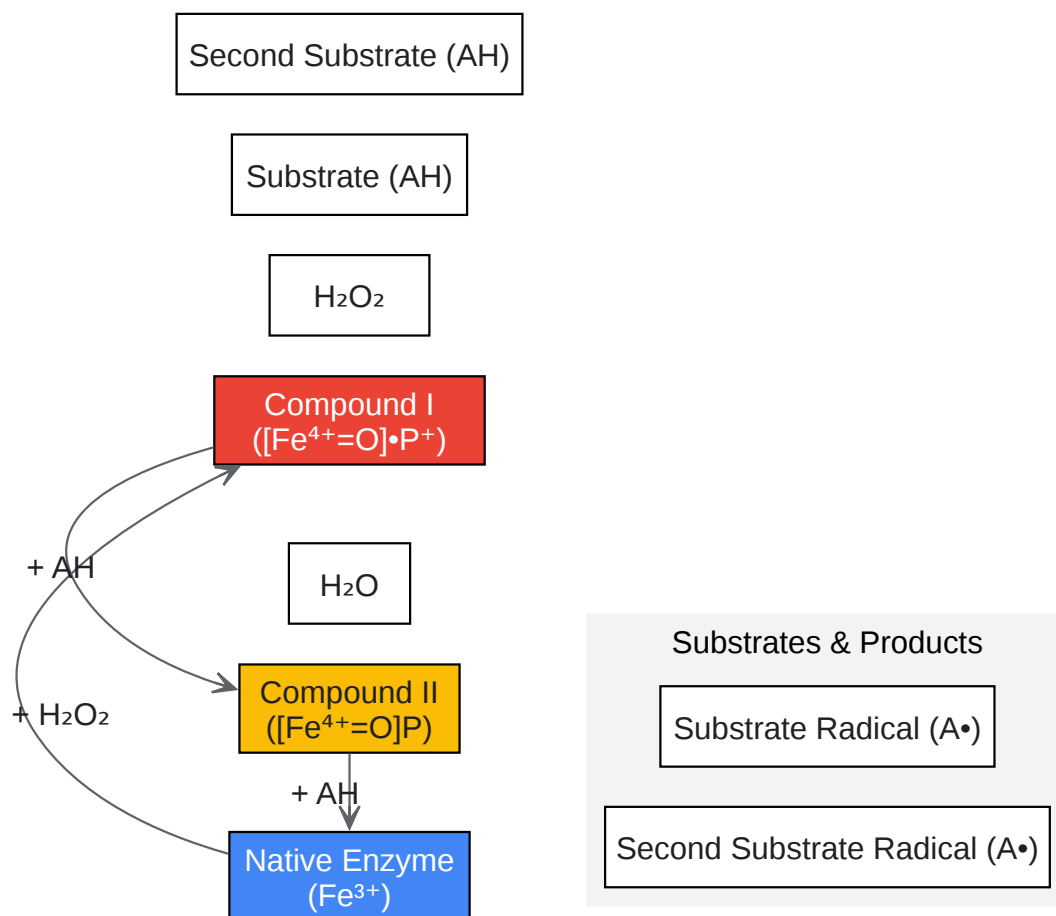 Second Substrate (AH)
Substrate (AH)
H₂O₂
Compound I
([Fe⁴⁺=O]•P⁺)
+ AH
H₂O
Substrates & Products
Compound II
([Fe⁴⁺=O]P)
+ H₂O₂
Substrate Radical (A•)
+ AH
Native Enzyme
(Fe³⁺)
Second Substrate Radical (A•)